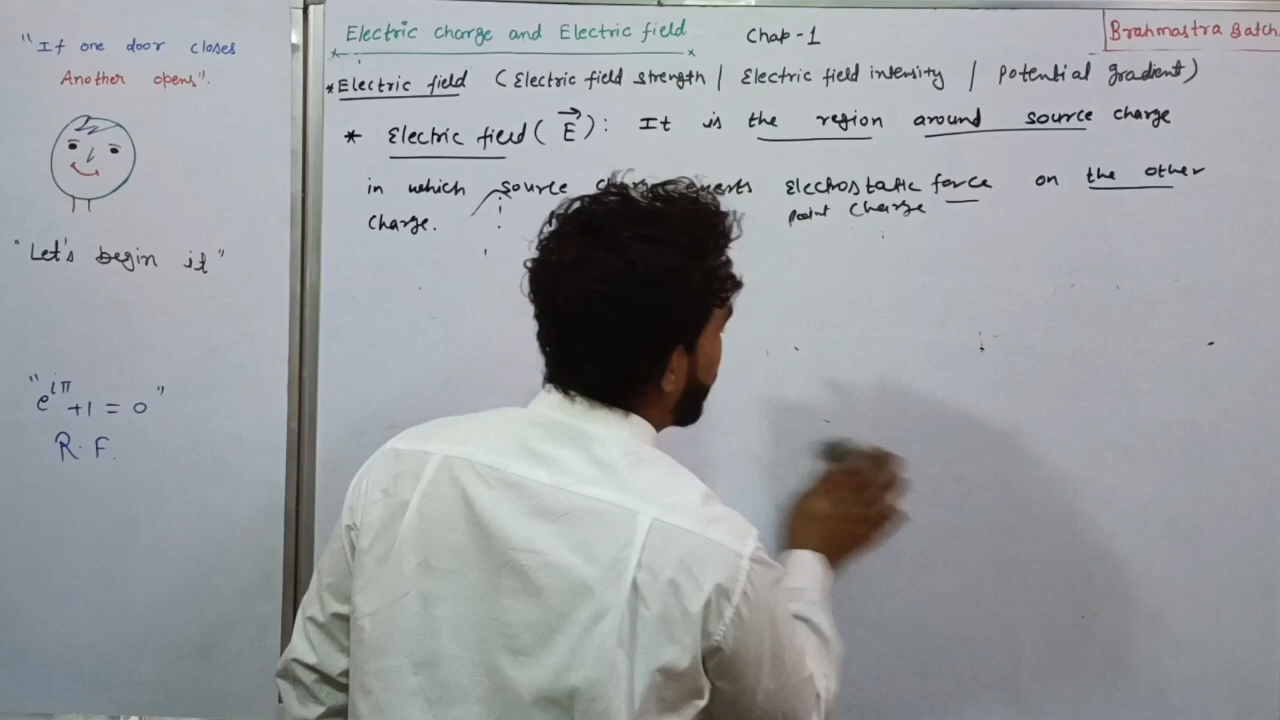 "If one door closes
Another opens".
"Let's begin it"
"e^iπ +1 = 0"
R. F.
Electric charge and Electric field
Chap-1
Brahmastra Batch
*Electric field (Electric field strength / Electric field intensity / Potential gradient)
* Electric field (E→): It is the region around source charge
in which source charge exerts Electrostatic force on the other
charge.
point charge